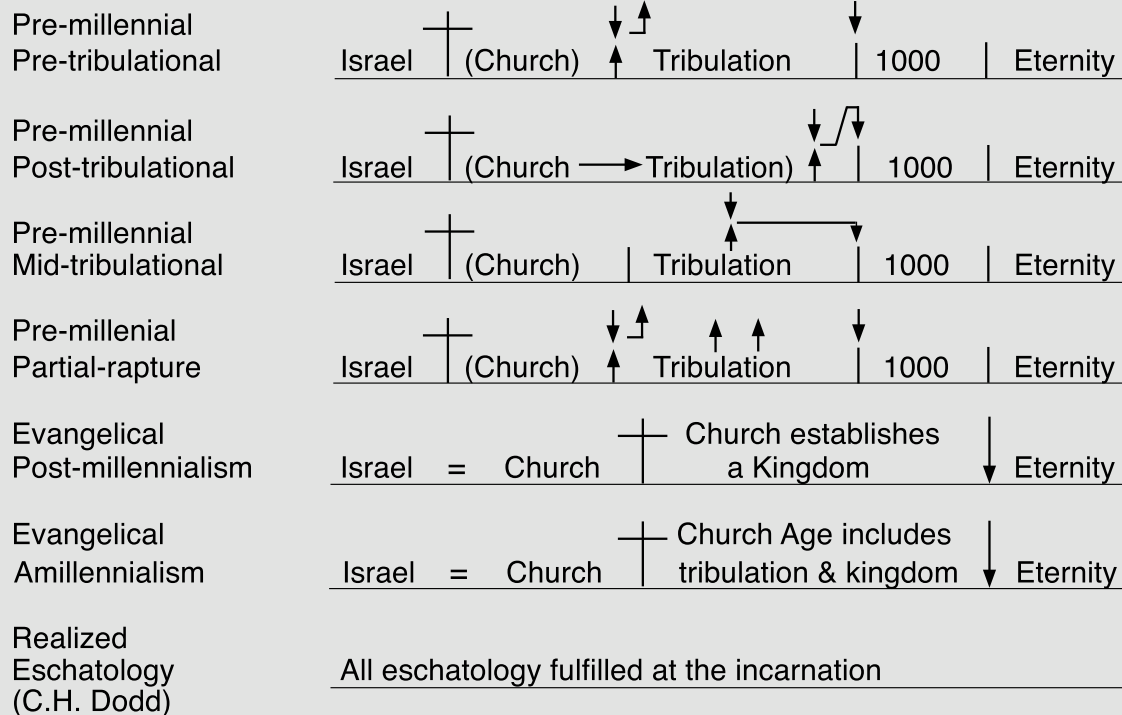 Pre-millennial
Pre-tribulational Israel (Church) Tribulation 1000 Eternity
Pre-millennial
Post-tribulational Israel (Church Tribulation) 1000 Eternity
Pre-millennial
Mid-tribulational Israel (Church) Tribulation 1000 Eternity
Pre-millenial
Partial-rapture Israel (Church) Tribulation 1000 Eternity
Evangelical Church establishes
Post-millennialism Israel = Church a Kingdom Eternity
Evangelical Church Age includes
Amillennialism Israel = Church tribulation & kingdom Eternity
Realized
Eschatology All eschatology fulfilled at the incarnation
(C.H. Dodd)